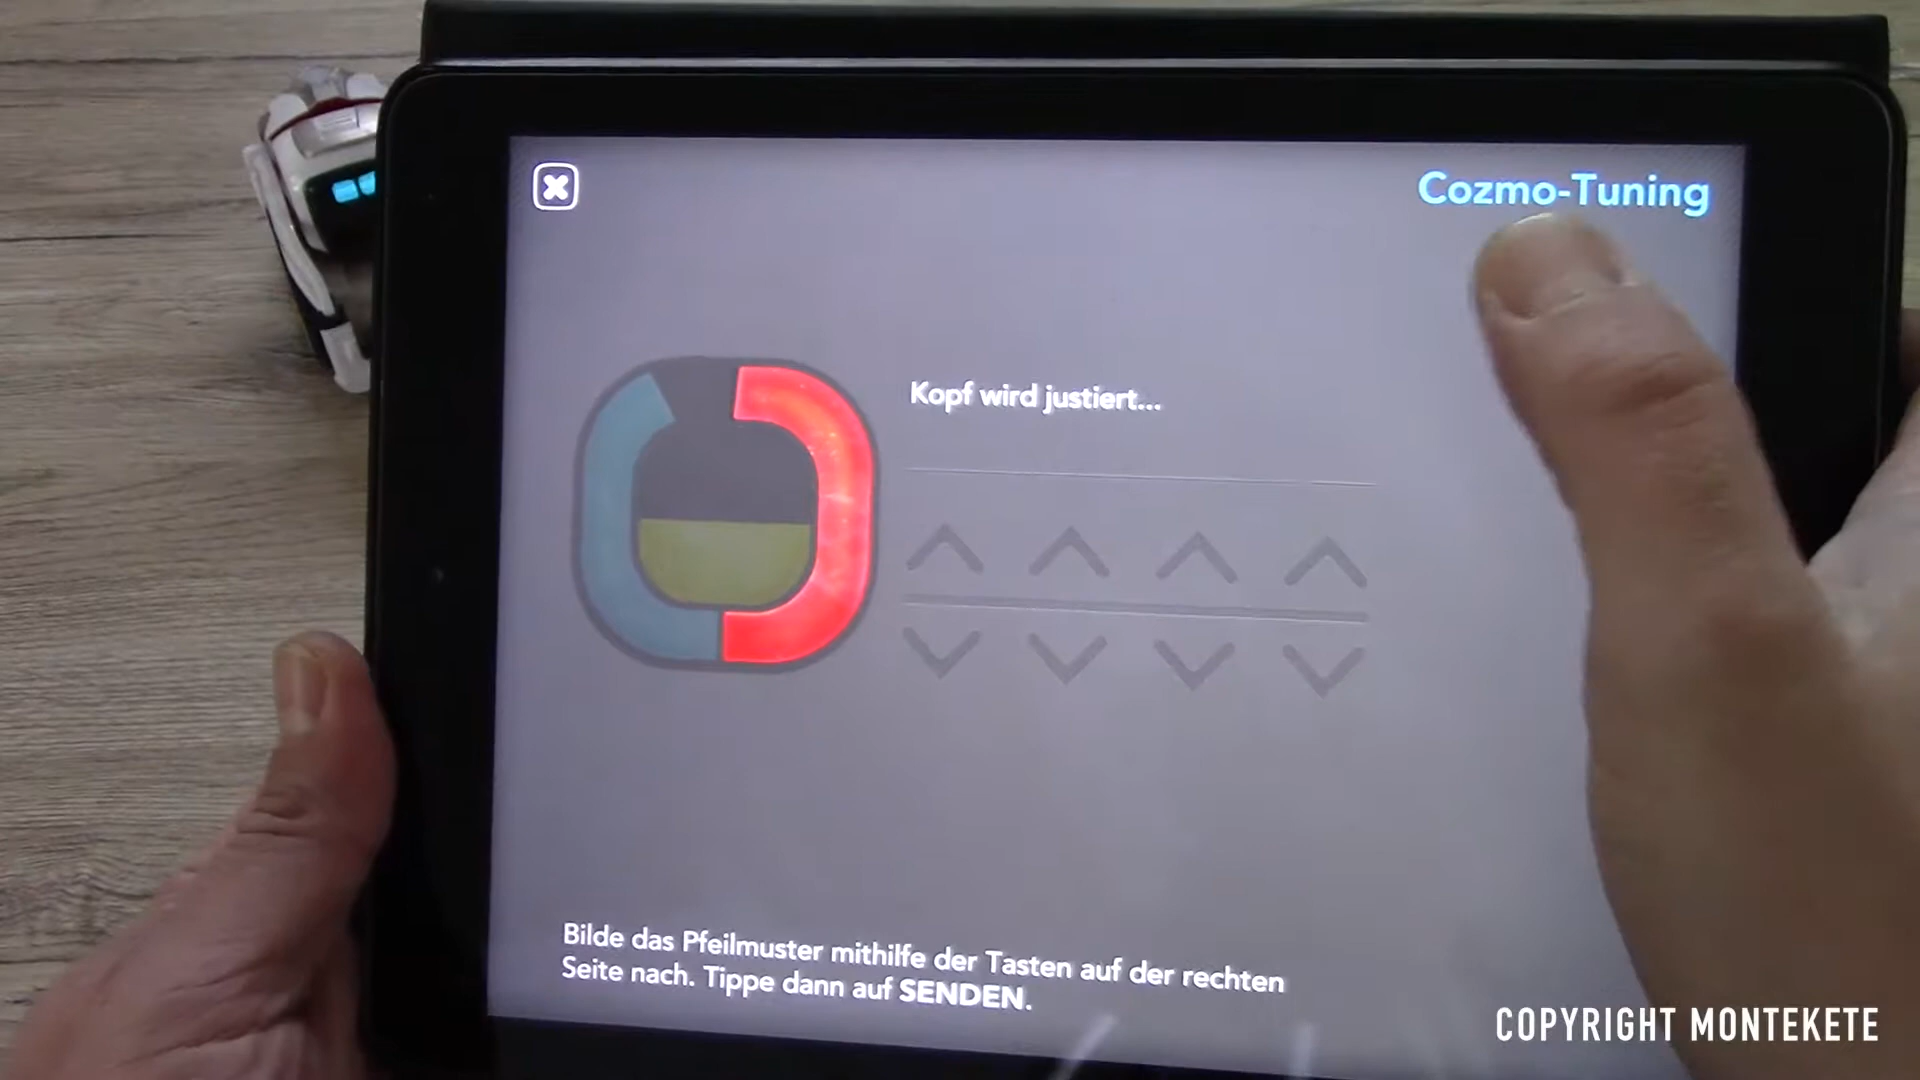 Cozmo-Tuning
Kopf wird justiert...
Bilde das Pfeilmuster mithilfe der Tasten auf der rechten
Seite nach. Tippe dann auf SENDEN.
COPYRIGHT MONTEKETE